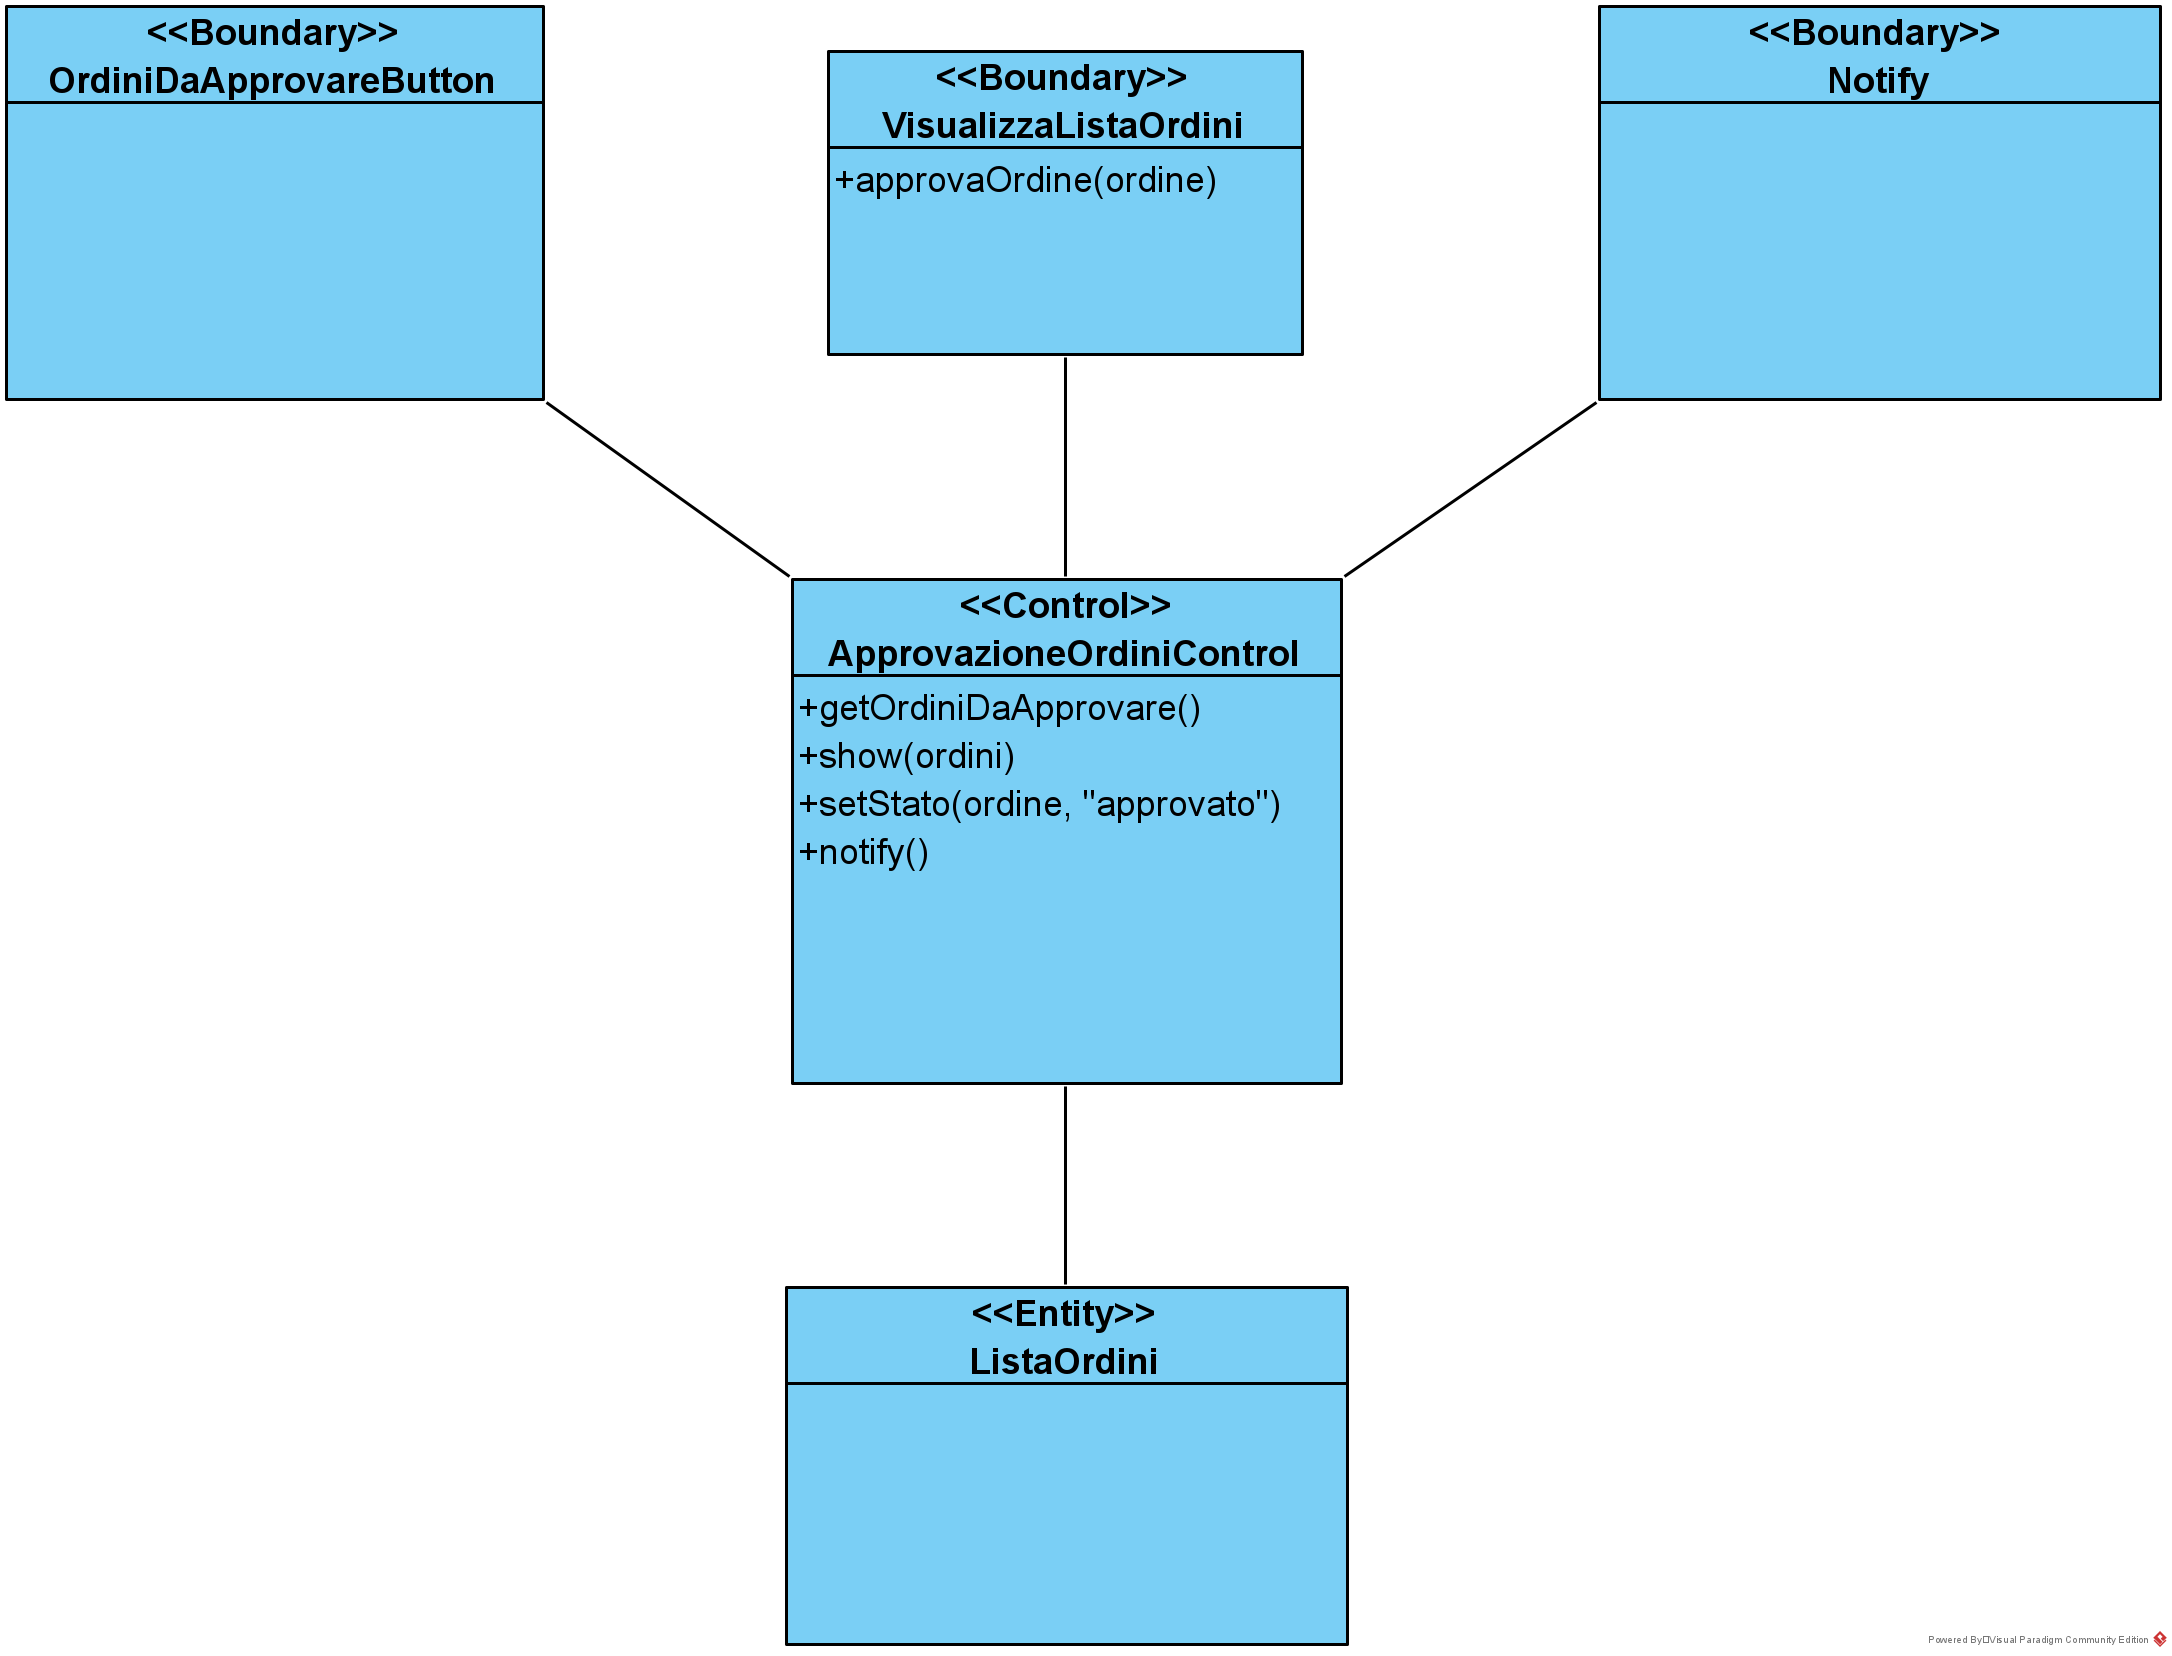 <<Boundary>>
OrdiniDaApprovareButton
<<Boundary>>
VisualizzaListaOrdini
+approvaOrdine(ordine)
<<Boundary>>
Notify
<<Control>>
ApprovazioneOrdiniControl
+getOrdiniDaApprovare()
+show(ordini)
+setStato(ordine, "approvato")
+notify()
<<Entity>>
ListaOrdini
Powered By Visual Paradigm Community Edition